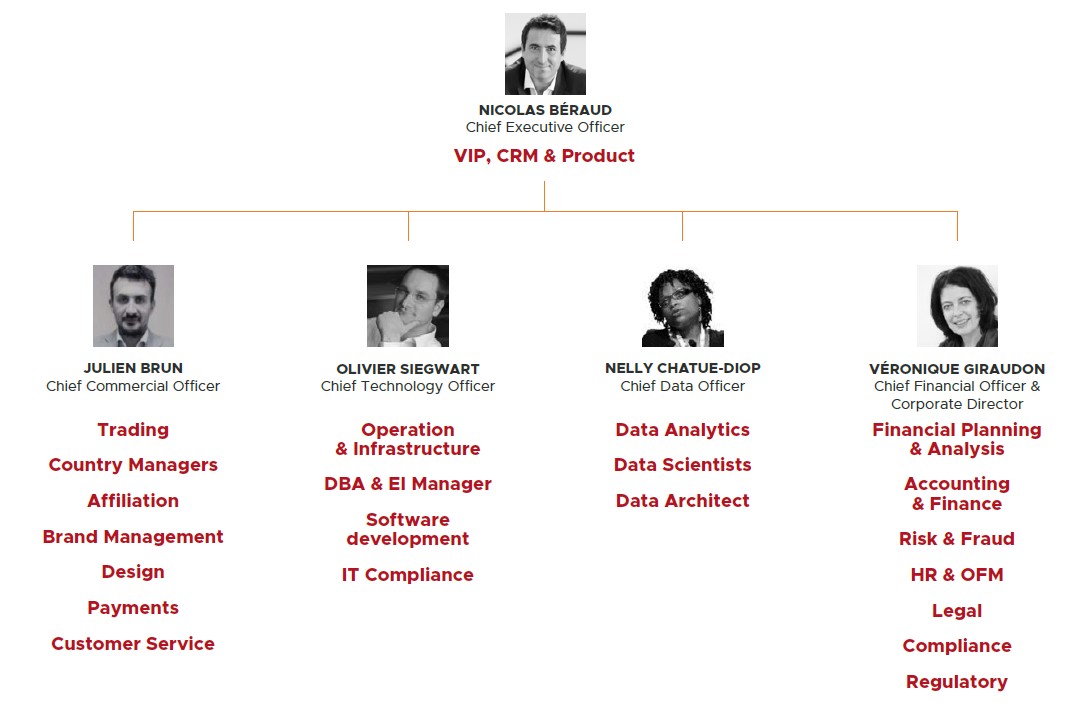 NICOLAS BÉRAUD
Chief Executive Officer
VIP, CRM & Product
JULIEN BRUN
Chief Commercial Officer
Trading
Country Managers
Affiliation
Brand Management
Design
Payments
Customer Service
OLIVIER SIEGWART
Chief Technology Officer
Operation
& Infrastructure
DBA & EI Manager
Software
development
IT Compliance
NELLY CHATUE-DIOP
Chief Data Officer
Data Analytics
Data Scientists
Data Architect
VÉRONIQUE GIRAUDON
Chief Financial Officer &
Corporate Director
Financial Planning
& Analysis
Accounting
& Finance
Risk & Fraud
HR & OFM
Legal
Compliance
Regulatory